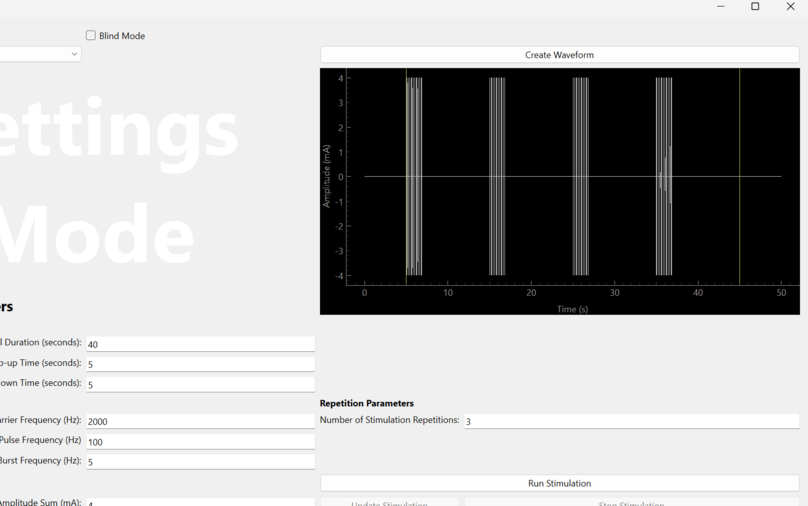 Blind Mode
Create Waveform
ettings
Mode
Amplitude (mA)
4
3
2
1
0
-1
-2
-3
-4
0 10 20 30 40 50
Time (s)
rs
l Duration (seconds): 40
p-up Time (seconds): 5
own Time (seconds): 5
Repetition Parameters
Number of Stimulation Repetitions: 3
arrier Frequency (Hz): 2000
Pulse Frequency (Hz) 100
Burst Frequency (Hz): 5
Run Stimulation
Amplitude Sum (mA): 4
Update Stimulation Stop Stimulation